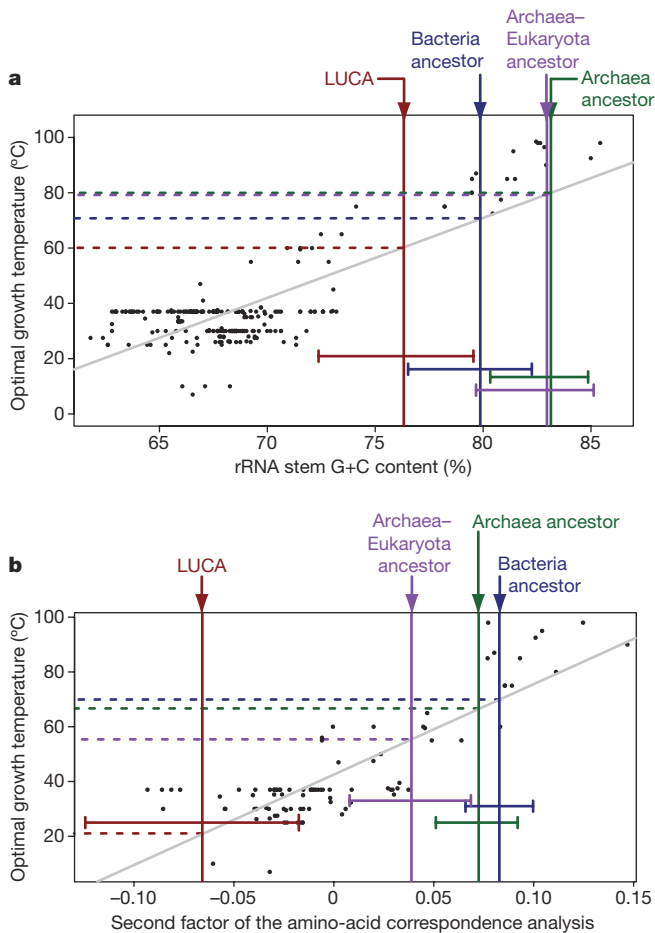 Archaea–
Bacteria Eukaryota
ancestor ancestor
a
LUCA
Archaea
ancestor
Optimal growth temperature (ºC)
100
80
60
40
20
0
65 70 75 80 85
rRNA stem G+C content (%)
Archaea–
Eukaryota
ancestor
Archaea ancestor
b
LUCA
Bacteria
ancestor
Optimal growth temperature (ºC)
100
80
60
40
20
–0.10 –0.05 0 0.05 0.10 0.15
Second factor of the amino-acid correspondence analysis